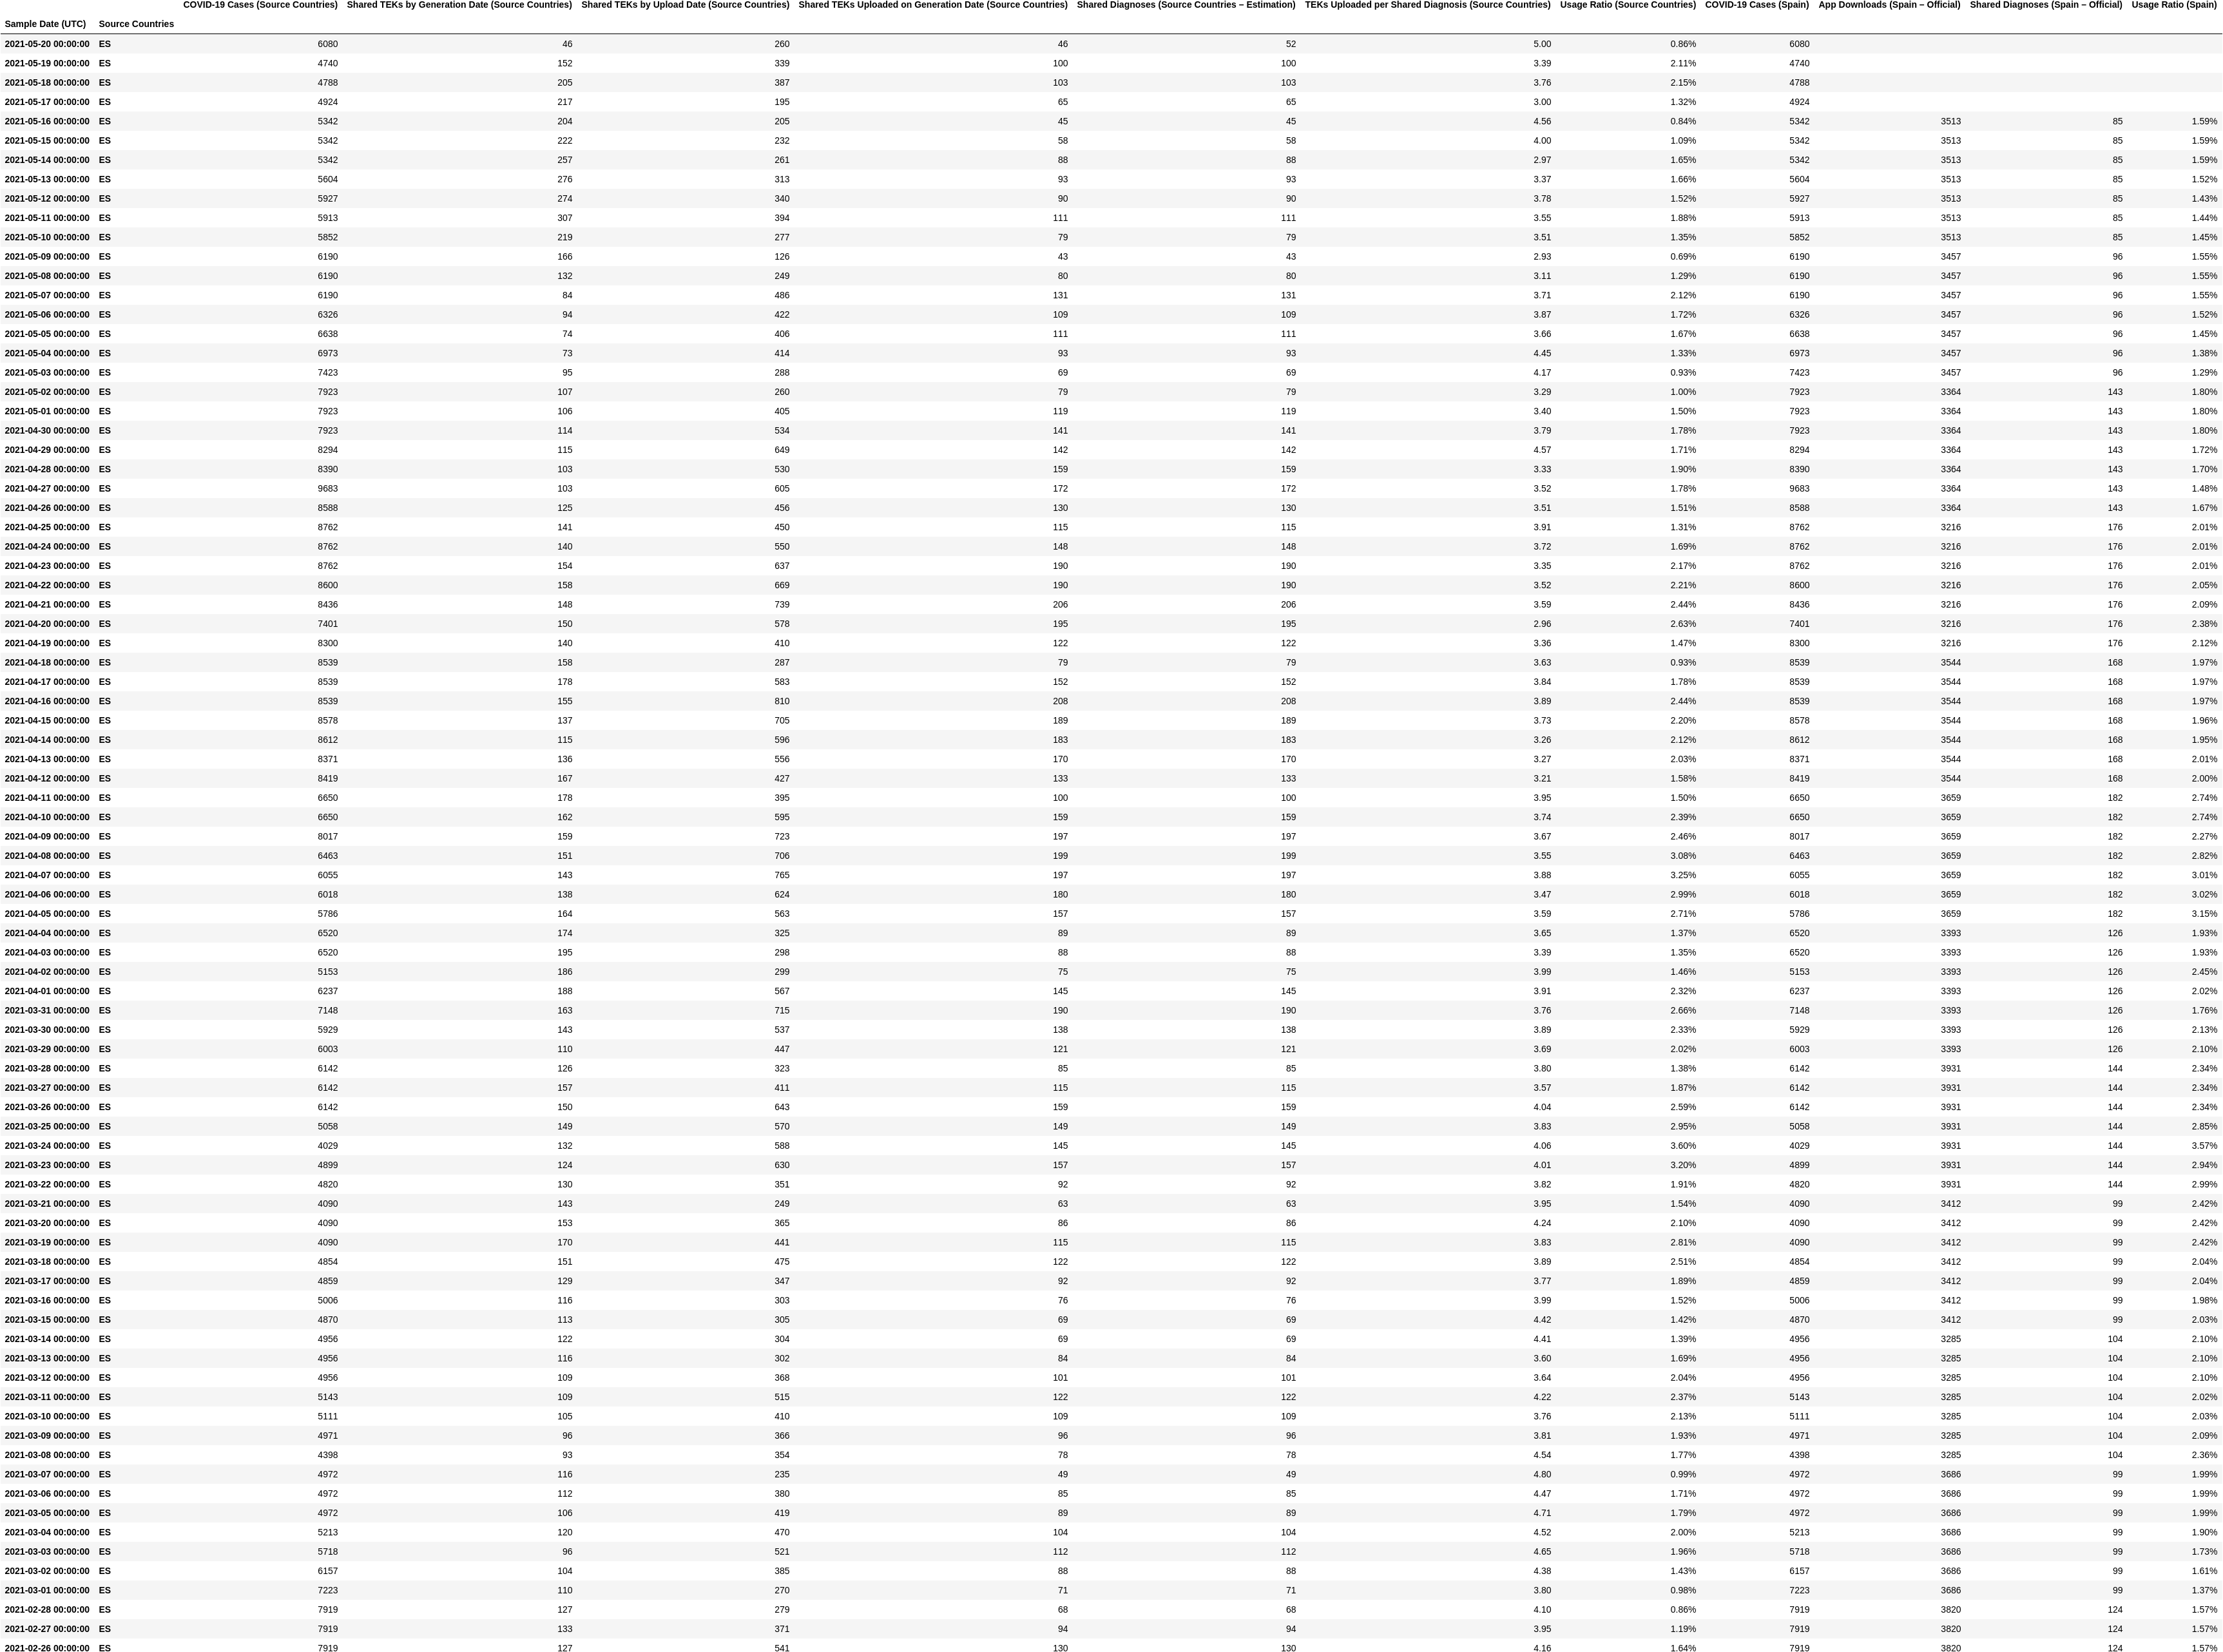 COVID-19 Cases (Source Countries) Shared TEKs by Generation Date (Source Countries) Shared TEKs by Upload Date (Source Countries) Shared TEKs Uploaded on Generation Date (Source Countries) Shared Diagnoses (Source Countries – Estimation) TEKs Uploaded per Shared Diagnosis (Source Countries) Usage Ratio (Source Countries) COVID-19 Cases (Spain) App Downloads (Spain – Official) Shared Diagnoses (Spain – Official) Usage Ratio (Spain)
Sample Date (UTC) Source Countries
2021-05-20 00:00:00 ES 6080 46 260 46 52 5.00 0.86% 6080
2021-05-19 00:00:00 ES 4740 152 339 100 100 3.39 2.11% 4740
2021-05-18 00:00:00 ES 4788 205 387 103 103 3.76 2.15% 4788
2021-05-17 00:00:00 ES 4924 217 195 65 65 3.00 1.32% 4924
2021-05-16 00:00:00 ES 5342 204 205 45 45 4.56 0.84% 5342 3513 85 1.59%
2021-05-15 00:00:00 ES 5342 222 232 58 58 4.00 1.09% 5342 3513 85 1.59%
2021-05-14 00:00:00 ES 5342 257 261 88 88 2.97 1.65% 5342 3513 85 1.59%
2021-05-13 00:00:00 ES 5604 276 313 93 93 3.37 1.66% 5604 3513 85 1.52%
2021-05-12 00:00:00 ES 5927 274 340 90 90 3.78 1.52% 5927 3513 85 1.43%
2021-05-11 00:00:00 ES 5913 307 394 111 111 3.55 1.88% 5913 3513 85 1.44%
2021-05-10 00:00:00 ES 5852 219 277 79 79 3.51 1.35% 5852 3513 85 1.45%
2021-05-09 00:00:00 ES 6190 166 126 43 43 2.93 0.69% 6190 3457 96 1.55%
2021-05-08 00:00:00 ES 6190 132 249 80 80 3.11 1.29% 6190 3457 96 1.55%
2021-05-07 00:00:00 ES 6190 84 486 131 131 3.71 2.12% 6190 3457 96 1.55%
2021-05-06 00:00:00 ES 6326 94 422 109 109 3.87 1.72% 6326 3457 96 1.52%
2021-05-05 00:00:00 ES 6638 74 406 111 111 3.66 1.67% 6638 3457 96 1.45%
2021-05-04 00:00:00 ES 6973 73 414 93 93 4.45 1.33% 6973 3457 96 1.38%
2021-05-03 00:00:00 ES 7423 95 288 69 69 4.17 0.93% 7423 3457 96 1.29%
2021-05-02 00:00:00 ES 7923 107 260 79 79 3.29 1.00% 7923 3364 143 1.80%
2021-05-01 00:00:00 ES 7923 106 405 119 119 3.40 1.50% 7923 3364 143 1.80%
2021-04-30 00:00:00 ES 7923 114 534 141 141 3.79 1.78% 7923 3364 143 1.80%
2021-04-29 00:00:00 ES 8294 115 649 142 142 4.57 1.71% 8294 3364 143 1.72%
2021-04-28 00:00:00 ES 8390 103 530 159 159 3.33 1.90% 8390 3364 143 1.70%
2021-04-27 00:00:00 ES 9683 103 605 172 172 3.52 1.78% 9683 3364 143 1.48%
2021-04-26 00:00:00 ES 8588 125 456 130 130 3.51 1.51% 8588 3364 143 1.67%
2021-04-25 00:00:00 ES 8762 141 450 115 115 3.91 1.31% 8762 3216 176 2.01%
2021-04-24 00:00:00 ES 8762 140 550 148 148 3.72 1.69% 8762 3216 176 2.01%
2021-04-23 00:00:00 ES 8762 154 637 190 190 3.35 2.17% 8762 3216 176 2.01%
2021-04-22 00:00:00 ES 8600 158 669 190 190 3.52 2.21% 8600 3216 176 2.05%
2021-04-21 00:00:00 ES 8436 148 739 206 206 3.59 2.44% 8436 3216 176 2.09%
2021-04-20 00:00:00 ES 7401 150 578 195 195 2.96 2.63% 7401 3216 176 2.38%
2021-04-19 00:00:00 ES 8300 140 410 122 122 3.36 1.47% 8300 3216 176 2.12%
2021-04-18 00:00:00 ES 8539 158 287 79 79 3.63 0.93% 8539 3544 168 1.97%
2021-04-17 00:00:00 ES 8539 178 583 152 152 3.84 1.78% 8539 3544 168 1.97%
2021-04-16 00:00:00 ES 8539 155 810 208 208 3.89 2.44% 8539 3544 168 1.97%
2021-04-15 00:00:00 ES 8578 137 705 189 189 3.73 2.20% 8578 3544 168 1.96%
2021-04-14 00:00:00 ES 8612 115 596 183 183 3.26 2.12% 8612 3544 168 1.95%
2021-04-13 00:00:00 ES 8371 136 556 170 170 3.27 2.03% 8371 3544 168 2.01%
2021-04-12 00:00:00 ES 8419 167 427 133 133 3.21 1.58% 8419 3544 168 2.00%
2021-04-11 00:00:00 ES 6650 178 395 100 100 3.95 1.50% 6650 3659 182 2.74%
2021-04-10 00:00:00 ES 6650 162 595 159 159 3.74 2.39% 6650 3659 182 2.74%
2021-04-09 00:00:00 ES 8017 159 723 197 197 3.67 2.46% 8017 3659 182 2.27%
2021-04-08 00:00:00 ES 6463 151 706 199 199 3.55 3.08% 6463 3659 182 2.82%
2021-04-07 00:00:00 ES 6055 143 765 197 197 3.88 3.25% 6055 3659 182 3.01%
2021-04-06 00:00:00 ES 6018 138 624 180 180 3.47 2.99% 6018 3659 182 3.02%
2021-04-05 00:00:00 ES 5786 164 563 157 157 3.59 2.71% 5786 3659 182 3.15%
2021-04-04 00:00:00 ES 6520 174 325 89 89 3.65 1.37% 6520 3393 126 1.93%
2021-04-03 00:00:00 ES 6520 195 298 88 88 3.39 1.35% 6520 3393 126 1.93%
2021-04-02 00:00:00 ES 5153 186 299 75 75 3.99 1.46% 5153 3393 126 2.45%
2021-04-01 00:00:00 ES 6237 188 567 145 145 3.91 2.32% 6237 3393 126 2.02%
2021-03-31 00:00:00 ES 7148 163 715 190 190 3.76 2.66% 7148 3393 126 1.76%
2021-03-30 00:00:00 ES 5929 143 537 138 138 3.89 2.33% 5929 3393 126 2.13%
2021-03-29 00:00:00 ES 6003 110 447 121 121 3.69 2.02% 6003 3393 126 2.10%
2021-03-28 00:00:00 ES 6142 126 323 85 85 3.80 1.38% 6142 3931 144 2.34%
2021-03-27 00:00:00 ES 6142 157 411 115 115 3.57 1.87% 6142 3931 144 2.34%
2021-03-26 00:00:00 ES 6142 150 643 159 159 4.04 2.59% 6142 3931 144 2.34%
2021-03-25 00:00:00 ES 5058 149 570 149 149 3.83 2.95% 5058 3931 144 2.85%
2021-03-24 00:00:00 ES 4029 132 588 145 145 4.06 3.60% 4029 3931 144 3.57%
2021-03-23 00:00:00 ES 4899 124 630 157 157 4.01 3.20% 4899 3931 144 2.94%
2021-03-22 00:00:00 ES 4820 130 351 92 92 3.82 1.91% 4820 3931 144 2.99%
2021-03-21 00:00:00 ES 4090 143 249 63 63 3.95 1.54% 4090 3412 99 2.42%
2021-03-20 00:00:00 ES 4090 153 365 86 86 4.24 2.10% 4090 3412 99 2.42%
2021-03-19 00:00:00 ES 4090 170 441 115 115 3.83 2.81% 4090 3412 99 2.42%
2021-03-18 00:00:00 ES 4854 151 475 122 122 3.89 2.51% 4854 3412 99 2.04%
2021-03-17 00:00:00 ES 4859 129 347 92 92 3.77 1.89% 4859 3412 99 2.04%
2021-03-16 00:00:00 ES 5006 116 303 76 76 3.99 1.52% 5006 3412 99 1.98%
2021-03-15 00:00:00 ES 4870 113 305 69 69 4.42 1.42% 4870 3412 99 2.03%
2021-03-14 00:00:00 ES 4956 122 304 69 69 4.41 1.39% 4956 3285 104 2.10%
2021-03-13 00:00:00 ES 4956 116 302 84 84 3.60 1.69% 4956 3285 104 2.10%
2021-03-12 00:00:00 ES 4956 109 368 101 101 3.64 2.04% 4956 3285 104 2.10%
2021-03-11 00:00:00 ES 5143 109 515 122 122 4.22 2.37% 5143 3285 104 2.02%
2021-03-10 00:00:00 ES 5111 105 410 109 109 3.76 2.13% 5111 3285 104 2.03%
2021-03-09 00:00:00 ES 4971 96 366 96 96 3.81 1.93% 4971 3285 104 2.09%
2021-03-08 00:00:00 ES 4398 93 354 78 78 4.54 1.77% 4398 3285 104 2.36%
2021-03-07 00:00:00 ES 4972 116 235 49 49 4.80 0.99% 4972 3686 99 1.99%
2021-03-06 00:00:00 ES 4972 112 380 85 85 4.47 1.71% 4972 3686 99 1.99%
2021-03-05 00:00:00 ES 4972 106 419 89 89 4.71 1.79% 4972 3686 99 1.99%
2021-03-04 00:00:00 ES 5213 120 470 104 104 4.52 2.00% 5213 3686 99 1.90%
2021-03-03 00:00:00 ES 5718 96 521 112 112 4.65 1.96% 5718 3686 99 1.73%
2021-03-02 00:00:00 ES 6157 104 385 88 88 4.38 1.43% 6157 3686 99 1.61%
2021-03-01 00:00:00 ES 7223 110 270 71 71 3.80 0.98% 7223 3686 99 1.37%
2021-02-28 00:00:00 ES 7919 127 279 68 68 4.10 0.86% 7919 3820 124 1.57%
2021-02-27 00:00:00 ES 7919 133 371 94 94 3.95 1.19% 7919 3820 124 1.57%
2021-02-26 00:00:00 ES 7919 127 541 130 130 4.16 1.64% 7919 3820 124 1.57%